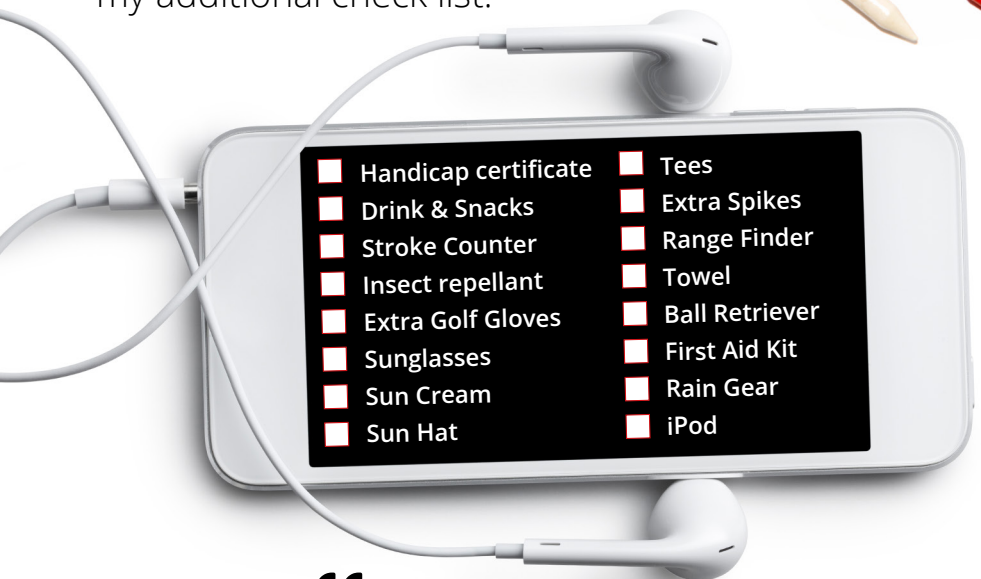 my additional check list.
Handicap certificate
Drink & Snacks
Stroke Counter
Insect repellant
Extra Golf Gloves
Sunglasses
Sun Cream
Sun Hat
Tees
Extra Spikes
Range Finder
Towel
Ball Retriever
First Aid Kit
Rain Gear
iPod